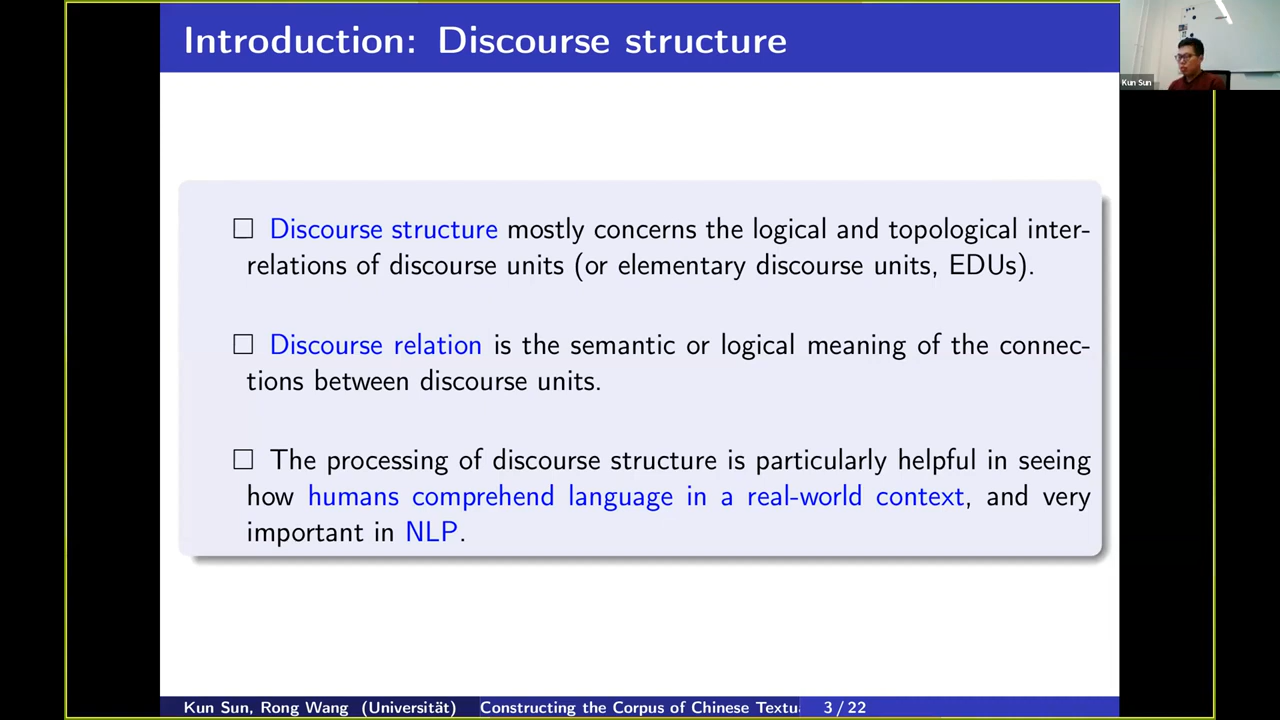 Introduction: Discourse structure
Kun Sun
□ Discourse structure mostly concerns the logical and topological inter-
relations of discourse units (or elementary discourse units, EDUs).
□ Discourse relation is the semantic or logical meaning of the connec-
tions between discourse units.
□ The processing of discourse structure is particularly helpful in seeing
how humans comprehend language in a real-world context, and very
important in NLP.
Kun Sun, Rong Wang (Universität) Constructing the Corpus of Chinese Textu 3 / 22